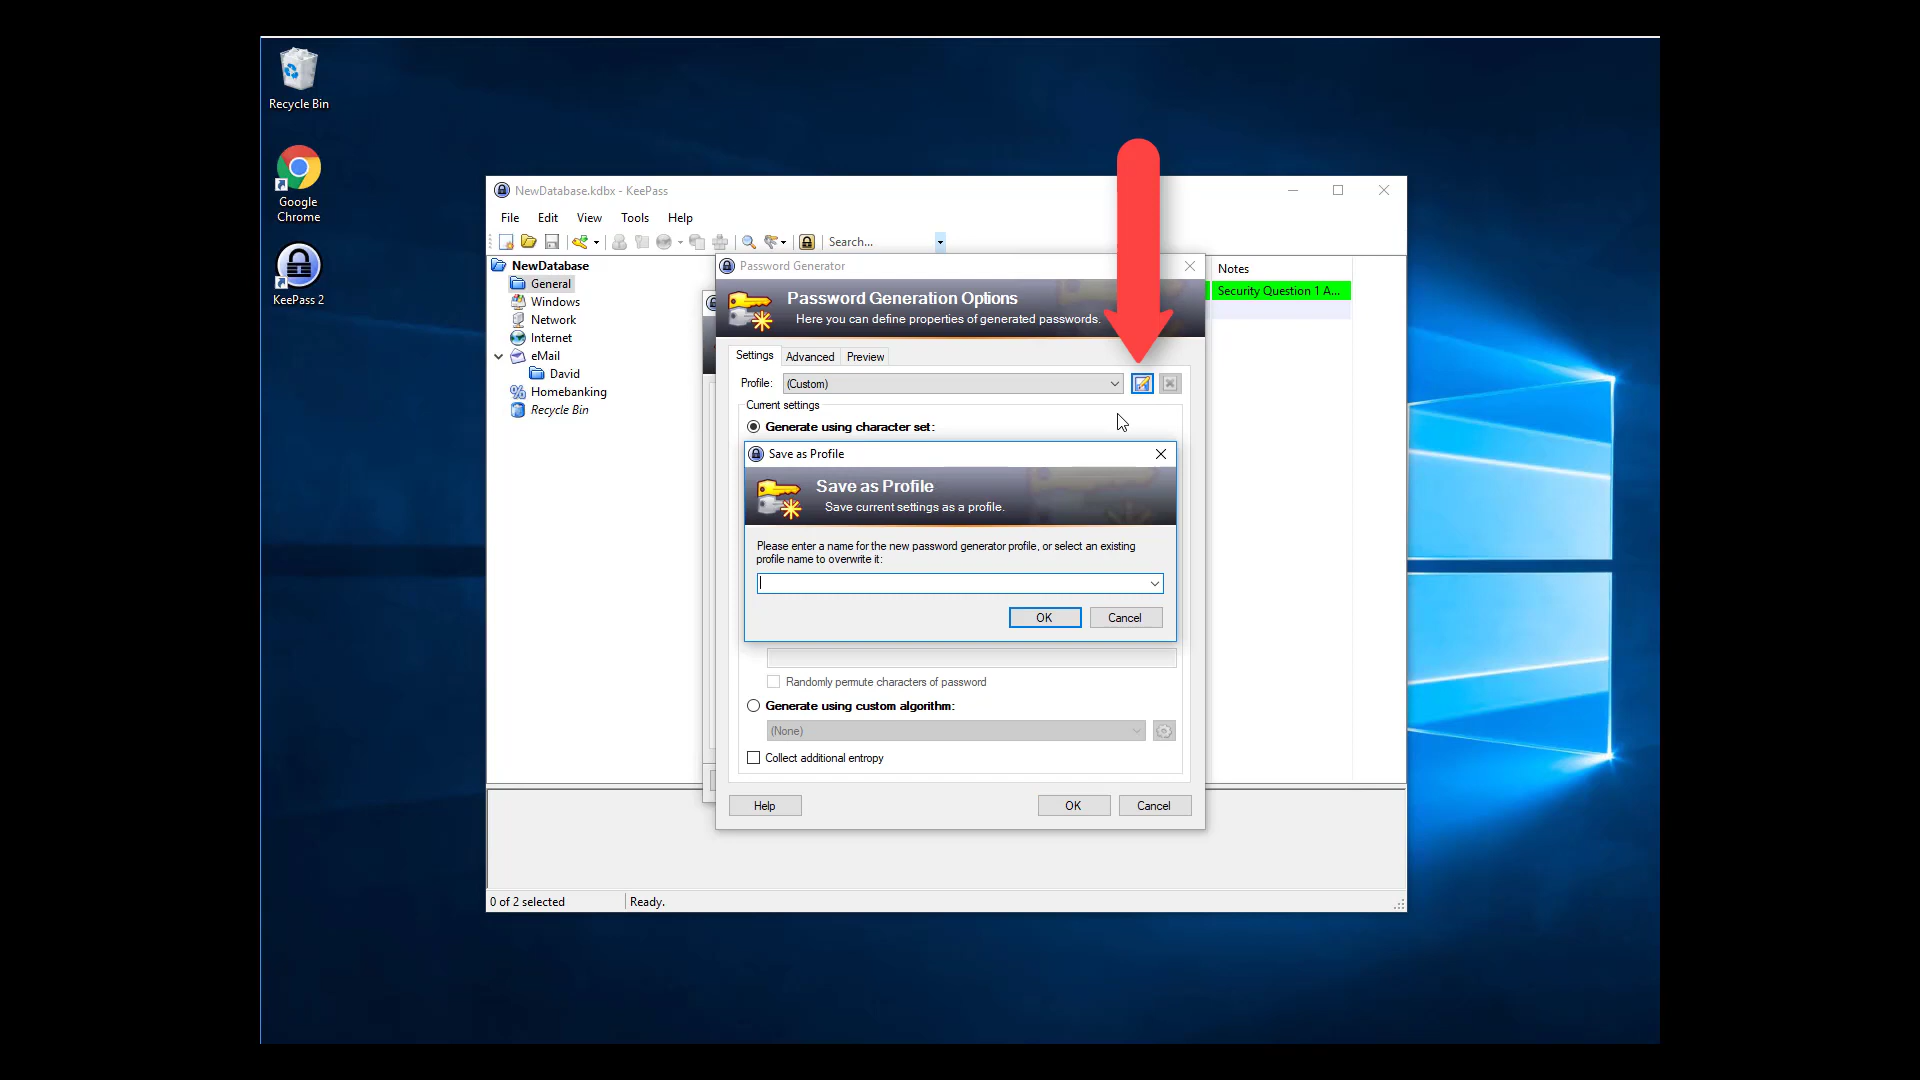 Recycle Bin
Google
Chrome
KeePass 2
NewDatabase.kdbx - KeePass
File Edit View Tools Help
Search...
NewDatabase
General
Windows
Network
Internet
eMail
David
Homebanking
Recycle Bin
Notes
Security Question 1 A...
Password Generator
Password Generation Options
Here you can define properties of generated passwords.
Settings Advanced Preview
Profile: (Custom)
Current settings
Generate using character set:
Save as Profile
Save as Profile
Save current settings as a profile.
Please enter a name for the new password generator profile, or select an existing
profile name to overwrite it:
OK Cancel
Randomly permute characters of password
Generate using custom algorithm:
(None)
Collect additional entropy
Help OK Cancel
0 of 2 selected Ready.